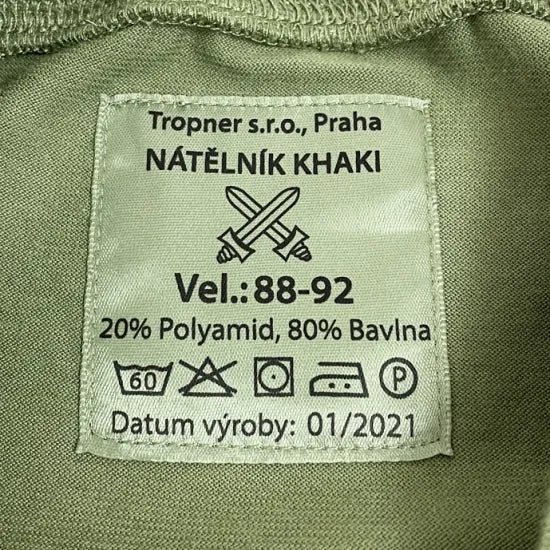 Tropner s.r.o., Praha
NÁTĚLNÍK KHAKI
Vel.: 88-92
20% Polyamid, 80% Bavlna
60 P
Datum výroby: 01/2021